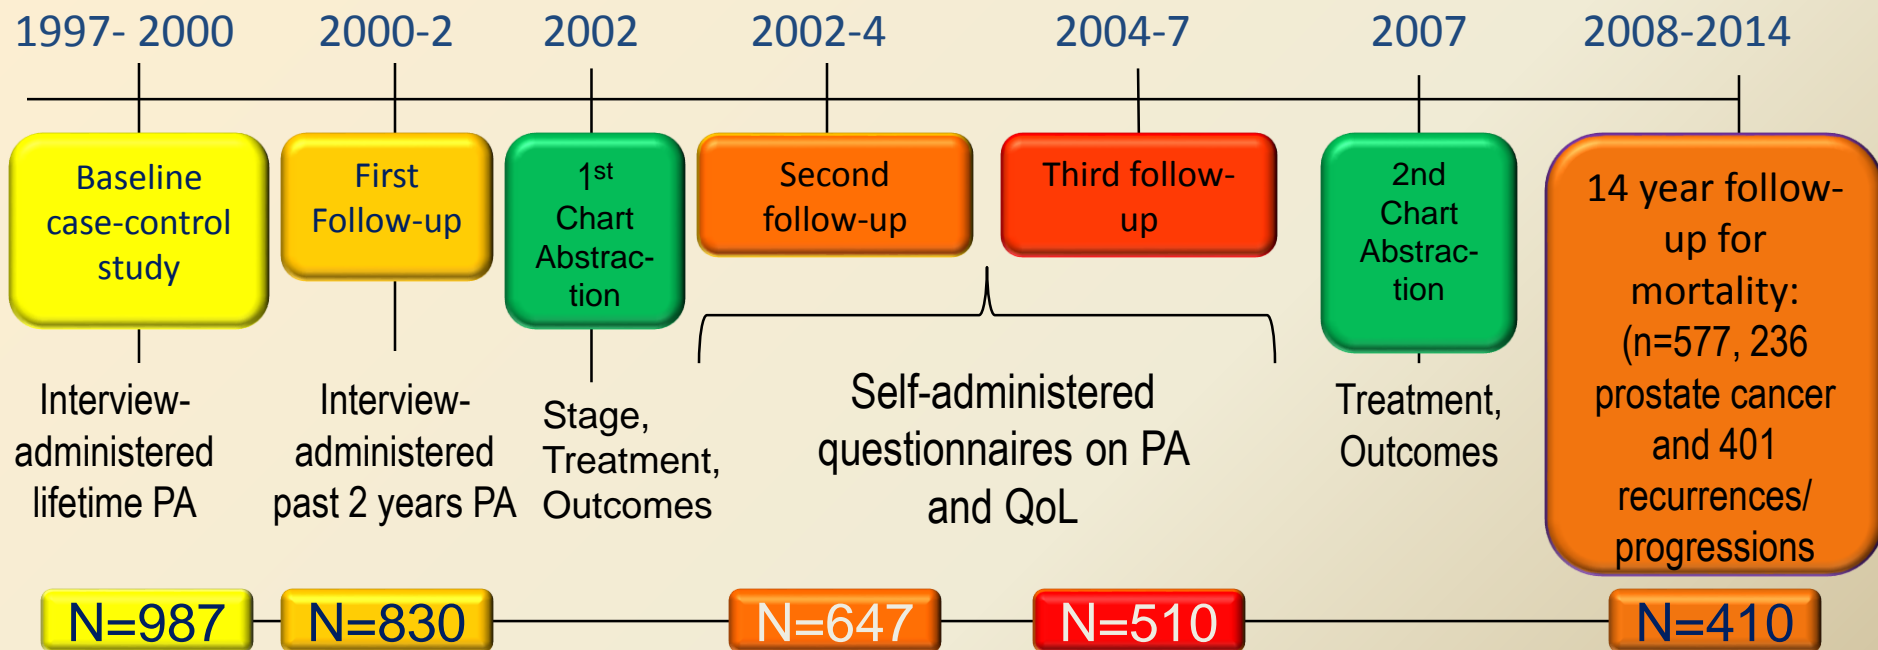 1997- 2000
2000-2
2002
2002-4
2004-7
2007
2008-2014
Baseline
case-control
study
First
Follow-up
1st
Chart
Abstrac-
tion
Second
follow-up
Third follow-
up
2nd
Chart
Abstrac-
tion
14 year follow-
up for
mortality:
(n=577, 236
prostate cancer
and 401
recurrences/
progressions
Interview-
administered
lifetime PA
Interview-
administered
past 2 years PA
Stage,
Treatment,
Outcomes
Self-administered
questionnaires on PA
and QoL
Treatment,
Outcomes
N=987
N=830
N=647
N=510
N=410